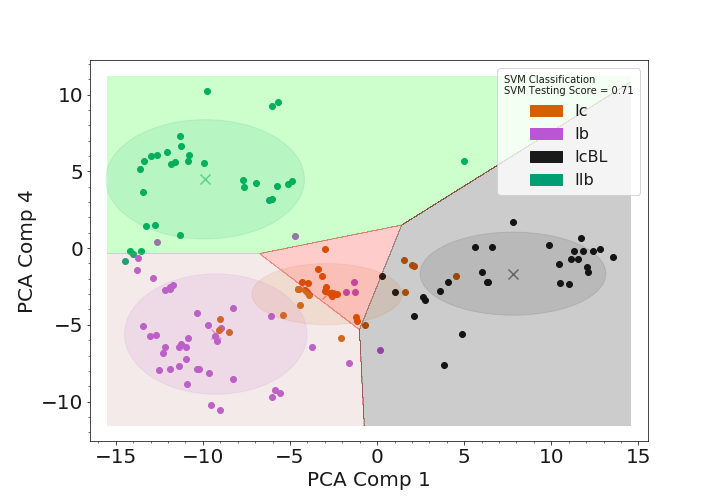 SVM Classification
SVM Testing Score = 0.71
Ic
Ib
IcBL
IIb
10
5
0
−5
−10
PCA Comp 4
−15
−10
−5
0
5
10
15
PCA Comp 1